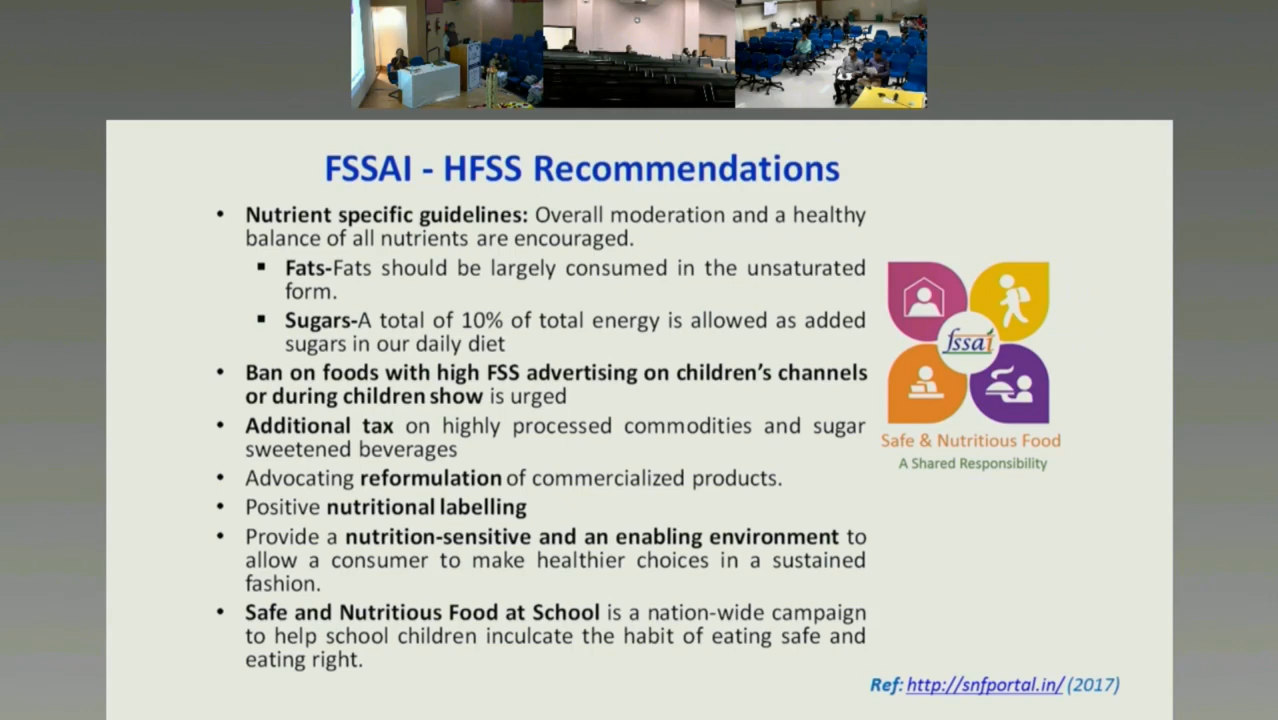 FSSAI - HFSS Recommendations
• Nutrient specific guidelines: Overall moderation and a healthy
balance of all nutrients are encouraged.
▪ Fats-Fats should be largely consumed in the unsaturated
form.
▪ Sugars-A total of 10% of total energy is allowed as added
sugars in our daily diet
• Ban on foods with high FSS advertising on children's channels
or during children show is urged
• Additional tax on highly processed commodities and sugar
sweetened beverages
• Advocating reformulation of commercialized products.
• Positive nutritional labelling
• Provide a nutrition-sensitive and an enabling environment to
allow a consumer to make healthier choices in a sustained
fashion.
• Safe and Nutritious Food at School is a nation-wide campaign
to help school children inculcate the habit of eating safe and
eating right.
fssai
Safe & Nutritious Food
A Shared Responsibility
Ref: http://snfportal.in/ (2017)